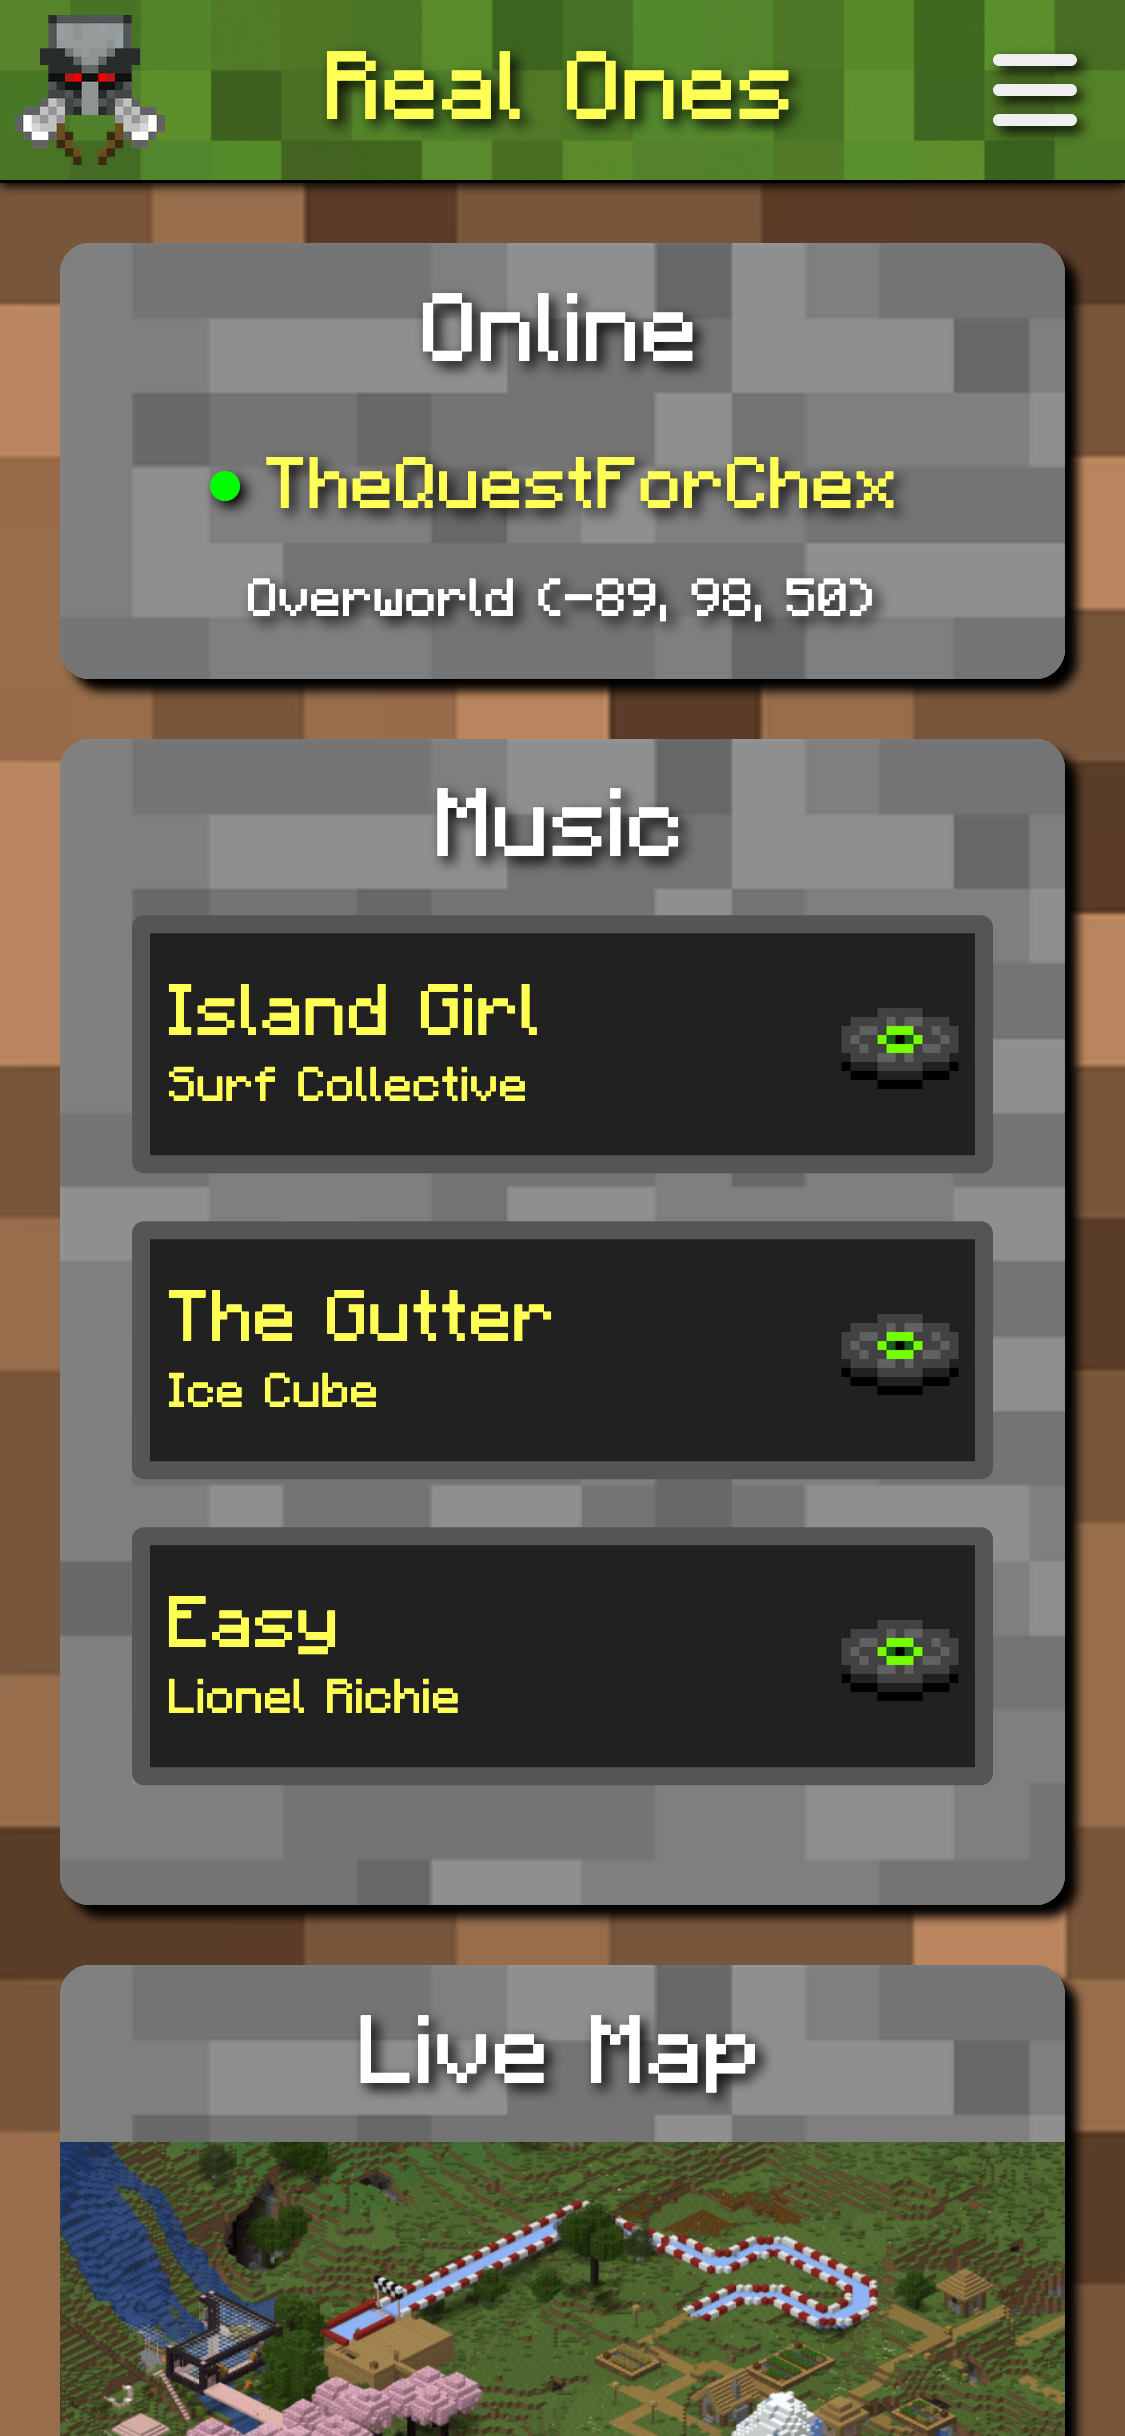 Real Ones
Online
TheQuestForChex
Overworld (-89, 98, 50)
Music
Island Girl
Surf Collective
The Gutter
Ice Cube
Easy
Lionel Richie
Live Map